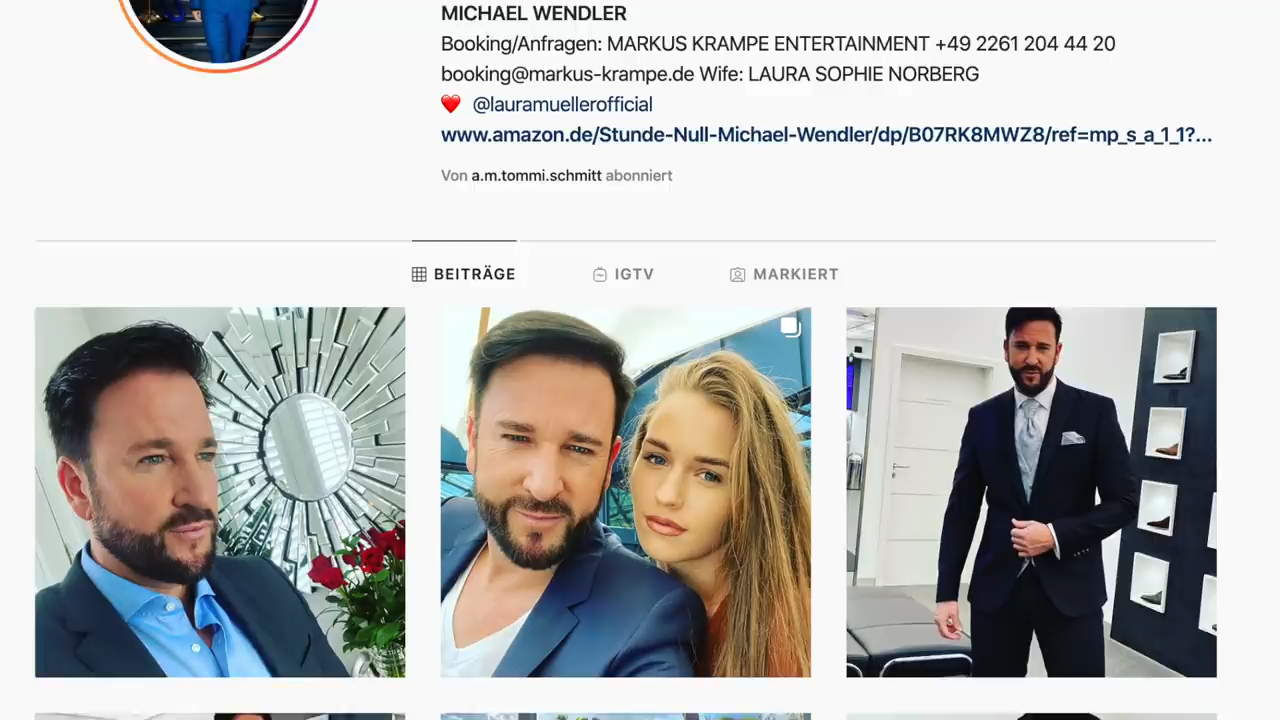 MICHAEL WENDLER
Booking/Anfragen: MARKUS KRAMPE ENTERTAINMENT +49 2261 204 44 20
booking@markus-krampe.de Wife: LAURA SOPHIE NORBERG
❤️ @lauramuellerofficial
www.amazon.de/Stunde-Null-Michael-Wendler/dp/B07RK8MWZ8/ref=mp_s_a_1_1?...
Von a.m.tommi.schmitt abonniert
BEITRÄGE IGTV MARKIERT